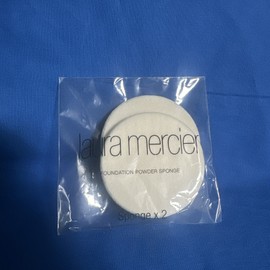 laura mercier
FOUNDATION POWDER SPONGE
Sponge x 2